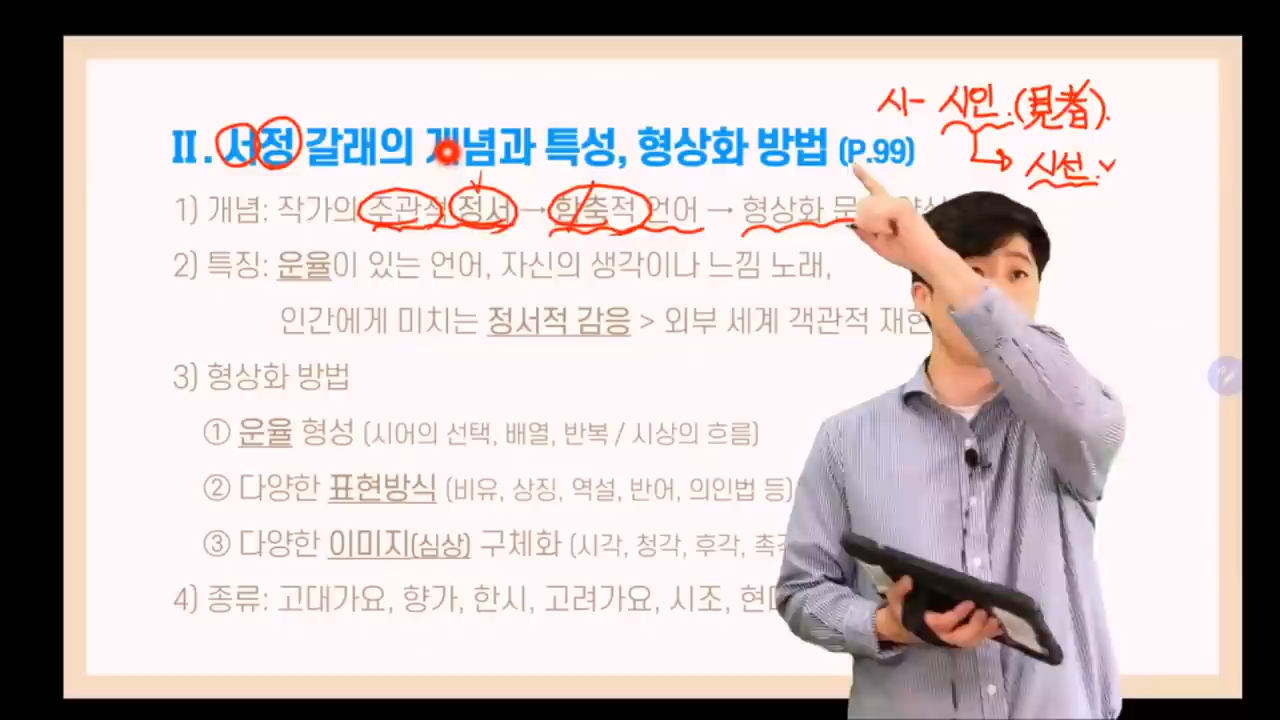 시- 시인.(見者).
시선.
Ⅱ. 서정 갈래의 개념과 특성, 형상화 방법 (P.99)
1) 개념: 작가의 주관적 정서 → 함축적 언어 → 형상화
2) 특징: 운율이 있는 언어, 자신의 생각이나 느낌 노래,
인간에게 미치는 정서적 감응 > 외부 세계 객관적 재현
3) 형상화 방법
① 운율 형성 (시어의 선택, 배열, 반복 / 시상의 흐름)
② 다양한 표현방식 (비유, 상징, 역설, 반어, 의인법 등)
③ 다양한 이미지(심상) 구체화 (시각, 청각, 후각,
4) 종류: 고대가요, 향가, 한시, 고려가요, 시조,